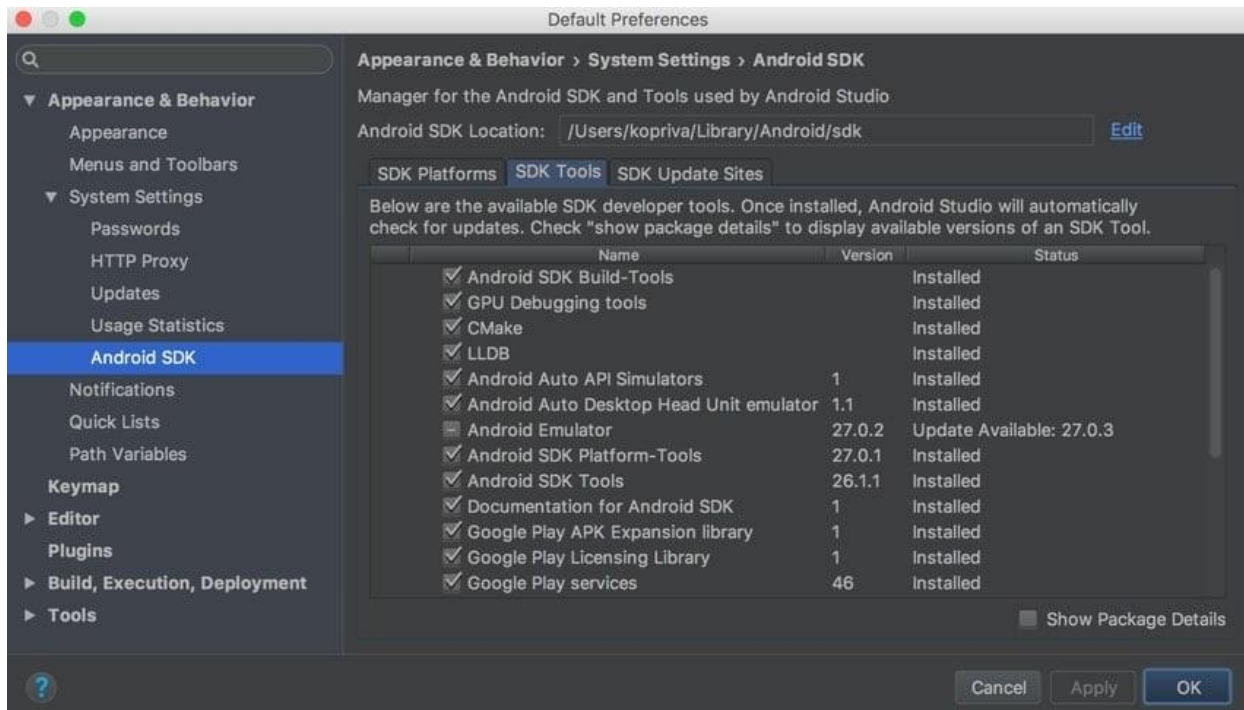 Default Preferences
Appearance & Behavior
Appearance
Menus and Toolbars
System Settings
Passwords
HTTP Proxy
Updates
Usage Statistics
Android SDK
Notifications
Quick Lists
Path Variables
Keymap
Editor
Plugins
Build, Execution, Deployment
Tools
Appearance & Behavior › System Settings › Android SDK
Manager for the Android SDK and Tools used by Android Studio
Android SDK Location: /Users/kopriva/Library/Android/sdk Edit
SDK Platforms SDK Tools SDK Update Sites
Below are the available SDK developer tools. Once installed, Android Studio will automatically
check for updates. Check "show package details" to display available versions of an SDK Tool.
Name Version Status
Android SDK Build-Tools Installed
GPU Debugging tools Installed
CMake Installed
LLDB Installed
Android Auto API Simulators 1 Installed
Android Auto Desktop Head Unit emulator 1.1 Installed
Android Emulator 27.0.2 Update Available: 27.0.3
Android SDK Platform-Tools 27.0.1 Installed
Android SDK Tools 26.1.1 Installed
Documentation for Android SDK 1 Installed
Google Play APK Expansion library 1 Installed
Google Play Licensing Library 1 Installed
Google Play services 46 Installed
Show Package Details
?
Cancel Apply OK